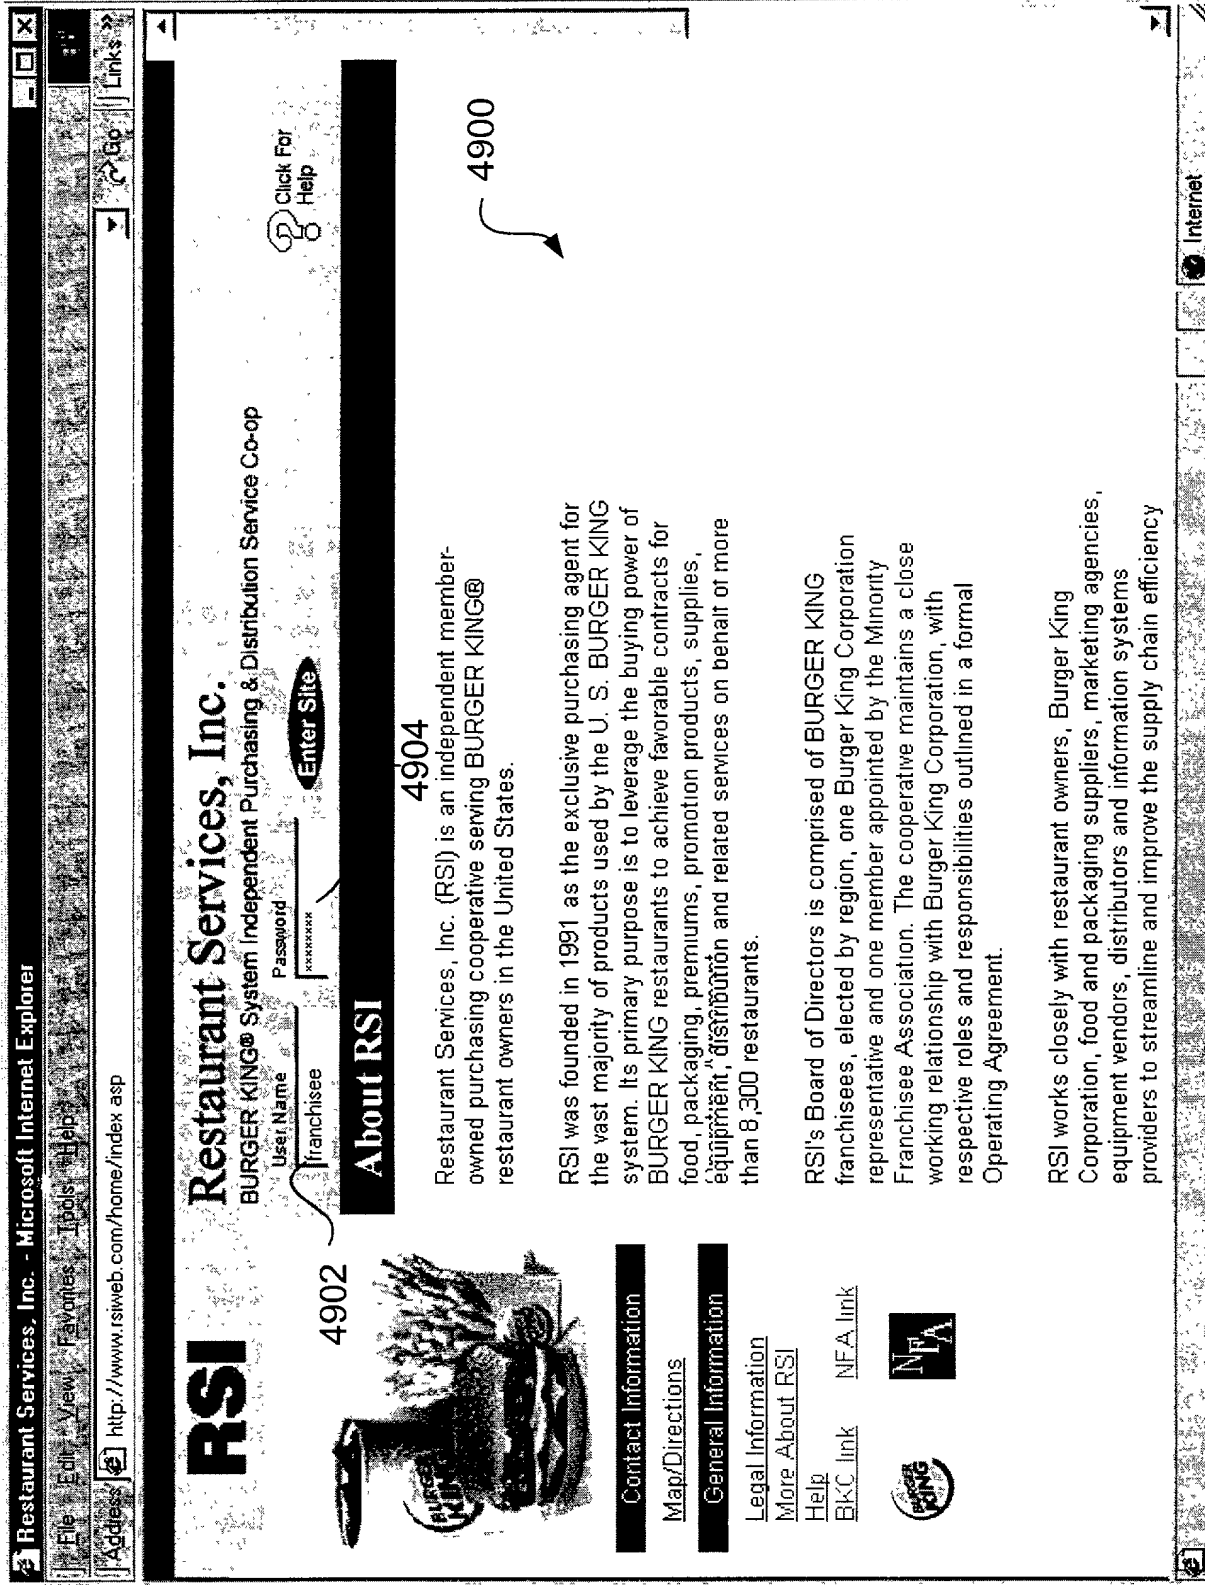 Restaurant Services, Inc. - Microsoft Internet Explorer
File Edit View Favorites Tools Help
Address http://www.rsiweb.com/home/index asp Go Links »
RSI
Restaurant Services, Inc.
BURGER KING® System Independent Purchasing & Distribution Service Co-op
User Name Password
franchisee xxxxxxxxx Enter Site
Click For
Help
4902
4904
4900
About RSI
BURGER
KING
Contact Information
Map/Directions
General Information
Legal Information
More About RSI
Help
BKC link NFA link
BURGER
KING
NFA
Restaurant Services, Inc. (RSI) is an independent member-
owned purchasing cooperative serving BURGER KING®
restaurant owners in the United States.
RSI was founded in 1991 as the exclusive purchasing agent for
the vast majority of products used by the U. S. BURGER KING
system. Its primary purpose is to leverage the buying power of
BURGER KING restaurants to achieve favorable contracts for
food, packaging, premiums, promotion products, supplies,
equipment, distribution and related services on behalf of more
than 8,300 restaurants.
RSI's Board of Directors is comprised of BURGER KING
franchisees, elected by region, one Burger King Corporation
representative and one member appointed by the Minority
Franchisee Association. The cooperative maintains a close
working relationship with Burger King Corporation, with
respective roles and responsibilities outlined in a formal
Operating Agreement.
RSI works closely with restaurant owners, Burger King
Corporation, food and packaging suppliers, marketing agencies,
equipment vendors, distributors and information systems
providers to streamline and improve the supply chain efficiency
Internet